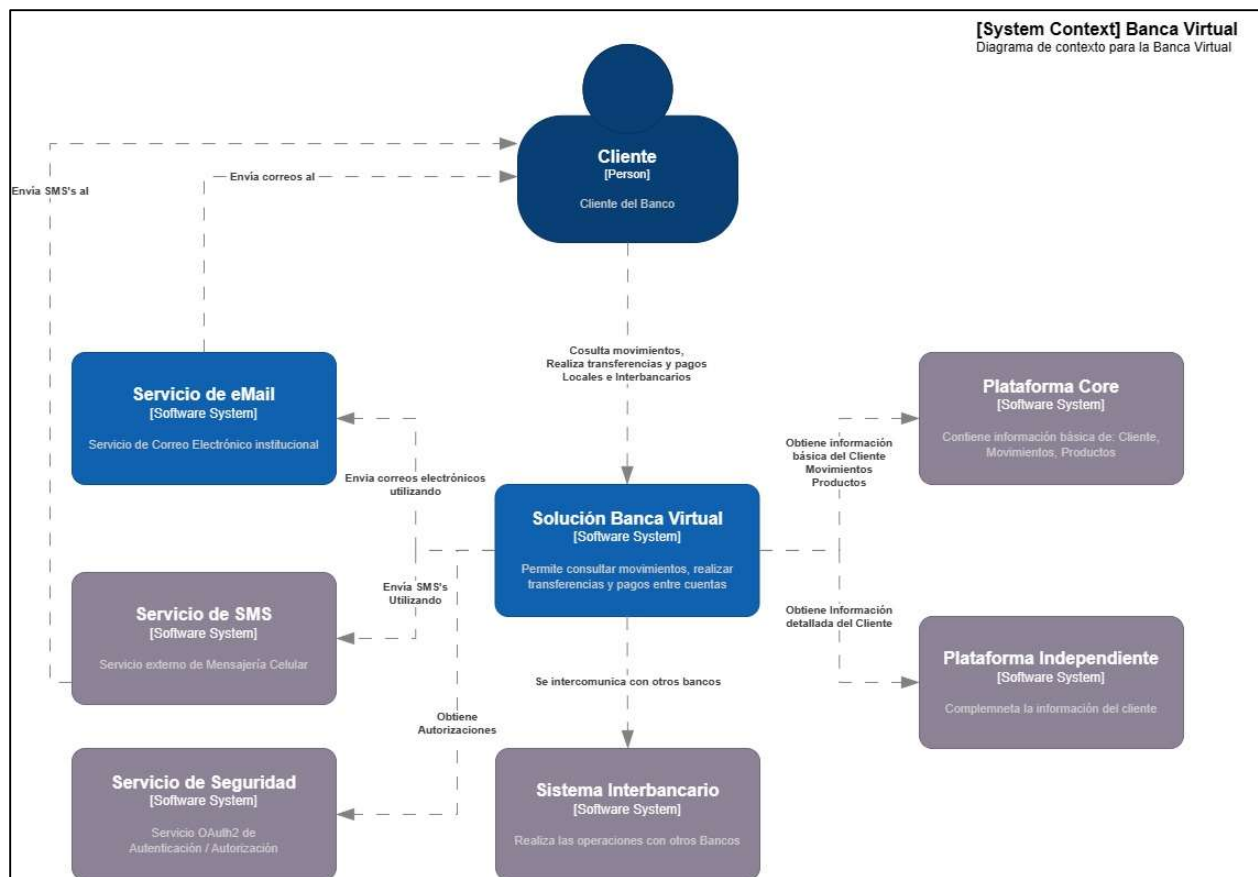 [System Context] Banca Virtual
Diagrama de contexto para la Banca Virtual
Cliente
[Person]
Cliente del Banco
Envía SMS's al
Envía correos al
Cosulta movimientos,
Realiza transferencias y pagos
Locales e Interbancarios
Servicio de eMail
[Software System]
Servicio de Correo Electrónico institucional
Plataforma Core
[Software System]
Contiene información básica de: Cliente,
Movimientos, Productos
Obtiene información
básica del Cliente
Movimientos
Productos
Envia correos electrónicos
utilizando
Solución Banca Virtual
[Software System]
Permite consultar movimientos, realizar
transferencias y pagos entre cuentas
Envía SMS's
Utilizando
Servicio de SMS
[Software System]
Servicio externo de Mensajería Celular
Obtiene Información
detallada del Cliente
Plataforma Independiente
[Software System]
Complemneta la información del cliente
Se intercomunica con otros bancos
Obtiene
Autorizaciones
Servicio de Seguridad
[Software System]
Servicio OAuth2 de
Autenticación / Autorización
Sistema Interbancario
[Software System]
Realiza las operaciones con otros Bancos